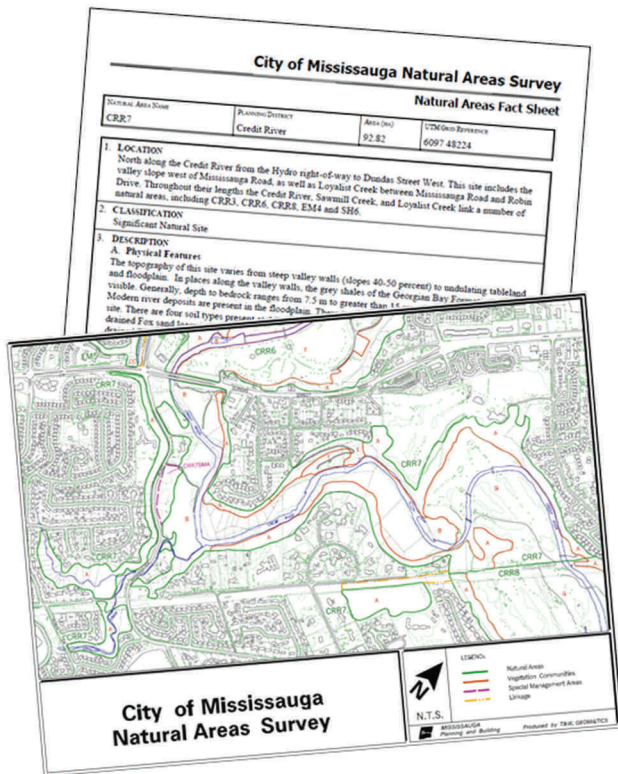 City of Mississauga Natural Areas Survey
Natural Areas Fact Sheet
NATURAL AREA NAME
CRR7
PLANNING DISTRICT
Credit River
AREA (HA)
92.82
UTM GRID REFERENCE
6097 48224
1. LOCATION
North along the Credit River from the Hydro right-of-way to Dundas Street West. This site includes the
valley slope west of Mississauga Road, as well as Loyalist Creek between Mississauga Road and Robin
Drive. Throughout their lengths the Credit River, Sawmill Creek, and Loyalist Creek link a number of
natural areas, including CRR3, CRR6, CRR8, EM4 and SH6.
2. CLASSIFICATION
Significant Natural Site
3. DESCRIPTION
A. Physical Features
The topography of this site varies from steep valley walls (slopes 40-50 percent) to undulating tableland
and floodplain. In places along the valley walls, the grey shales of the Georgian Bay
visible. Generally, depth to bedrock ranges from 7.5 m to greater than 15
Modern river deposits are present in the floodplain.
site. There are four soil types present
drained Fox sand
CRR7
CRR6
CRR7SMA
CRR7
CRR7
CRR7
CRR8
CRR7
CRR7
City of Mississauga
Natural Areas Survey
N
N.T.S.
LEGEND:
Natural Areas
Vegetation Communities
Special Management Areas
Linkage
MISSISSAUGA
Planning and Building
Produced by T&W, GEOMATICS